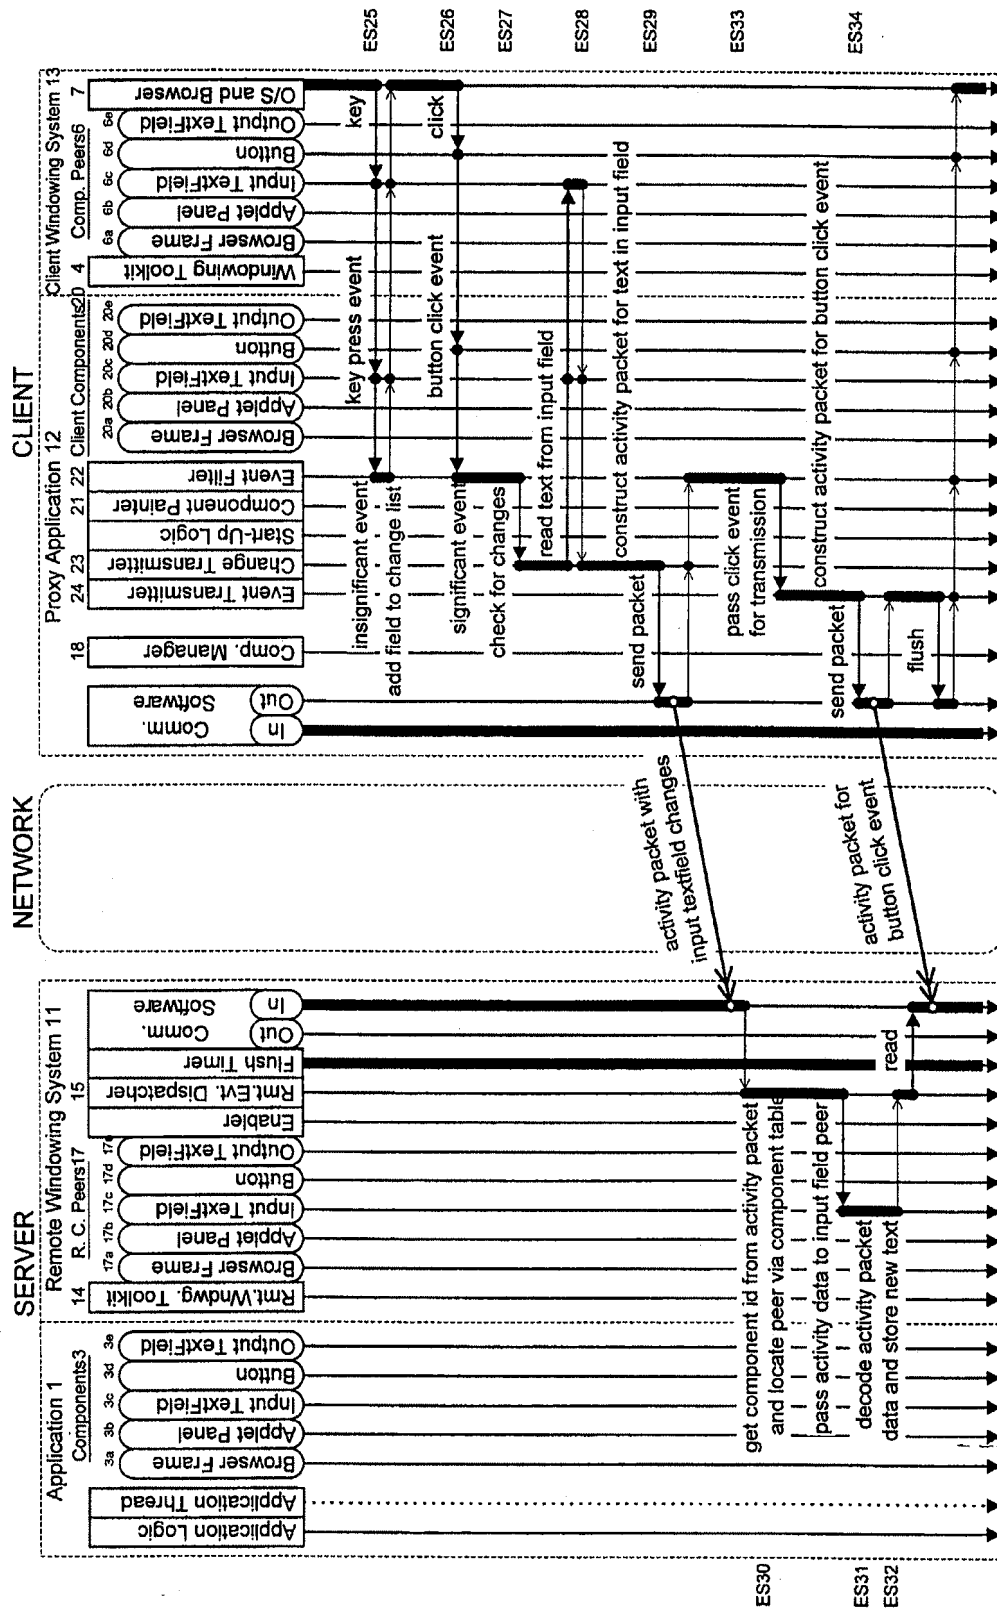 SERVER
NETWORK
CLIENT
Application 1
Components3
3a
3b
3c
3d
3e
Application Logic
Application Thread
Browser Frame
Applet Panel
Input TextField
Button
Output TextField
Remote Windowing System 11
14
R. C. Peers17
17a
17b
17c
17d
17e
15
Rmt.Wndwg. Toolkit
Browser Frame
Applet Panel
Input TextField
Button
Output TextField
Enabler
Rmt.Evt. Dispatcher
Flush Timer
Comm.
Software
Out
In
Proxy Application 12
18
24
23
21
22
Client Components20
20a
20b
20c
20d
20e
Comm.
Software
In
Out
Comp. Manager
Event Transmitter
Change Transmitter
Start-Up Logic
Component Painter
Event Filter
Browser Frame
Applet Panel
Input TextField
Button
Output TextField
Client Windowing System 13
4
Comp. Peers6
6a
6b
6c
6d
6e
7
Windowing Toolkit
Browser Frame
Applet Panel
Input TextField
Button
Output TextField
O/S and Browser
key
ES25
key press event
insignificant event
add field to change list
click
ES26
button click event
significant event
check for changes
ES27
read text from input field
ES28
construct activity packet for text in input field
send packet
ES29
activity packet with
input textfield changes
get component id from activity packet
and locate peer via component table
ES30
pass click event
for transmission
ES33
pass activity data to input field peer
construct activity packet for button click event
send packet
ES34
decode activity packet
data and store new text
ES31
ES32
activity packet for
button click event
read
flush